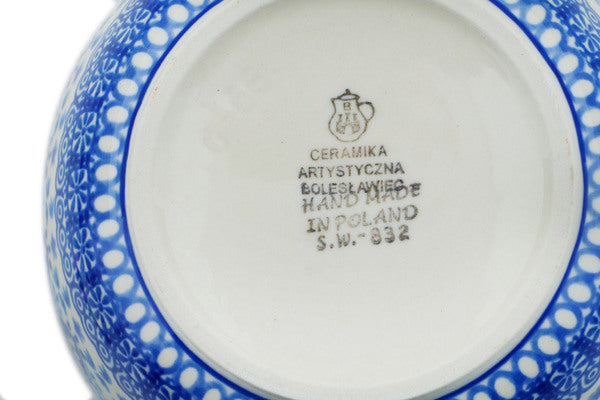 B
CERAMIKA
ARTYSTYCZNA
BOLESŁAWIEC
HAND MADE
IN POLAND
S.W.-832